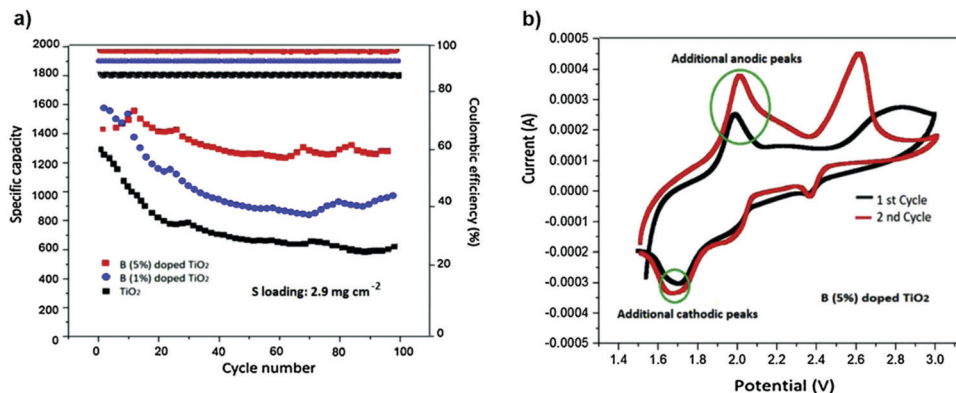 a)
2000
1800
1600
1400
1200
1000
800
600
400
200
0
Specific capacity
100
80
60
40
20
0
Coulombic efficiency (%)
B (5%) doped TiO₂
B (1%) doped TiO₂
TiO₂
S loading: 2.9 mg cm⁻²
0 20 40 60 80 100
Cycle number
b)
0.0005
0.0004
0.0003
0.0002
0.0001
0.0000
-0.0001
-0.0002
-0.0003
-0.0004
-0.0005
Current (A)
Additional anodic peaks
1 st Cycle
2 nd Cycle
Additional cathodic peaks
B (5%) doped TiO₂
1.4 1.6 1.8 2.0 2.2 2.4 2.6 2.8 3.0
Potential (V)